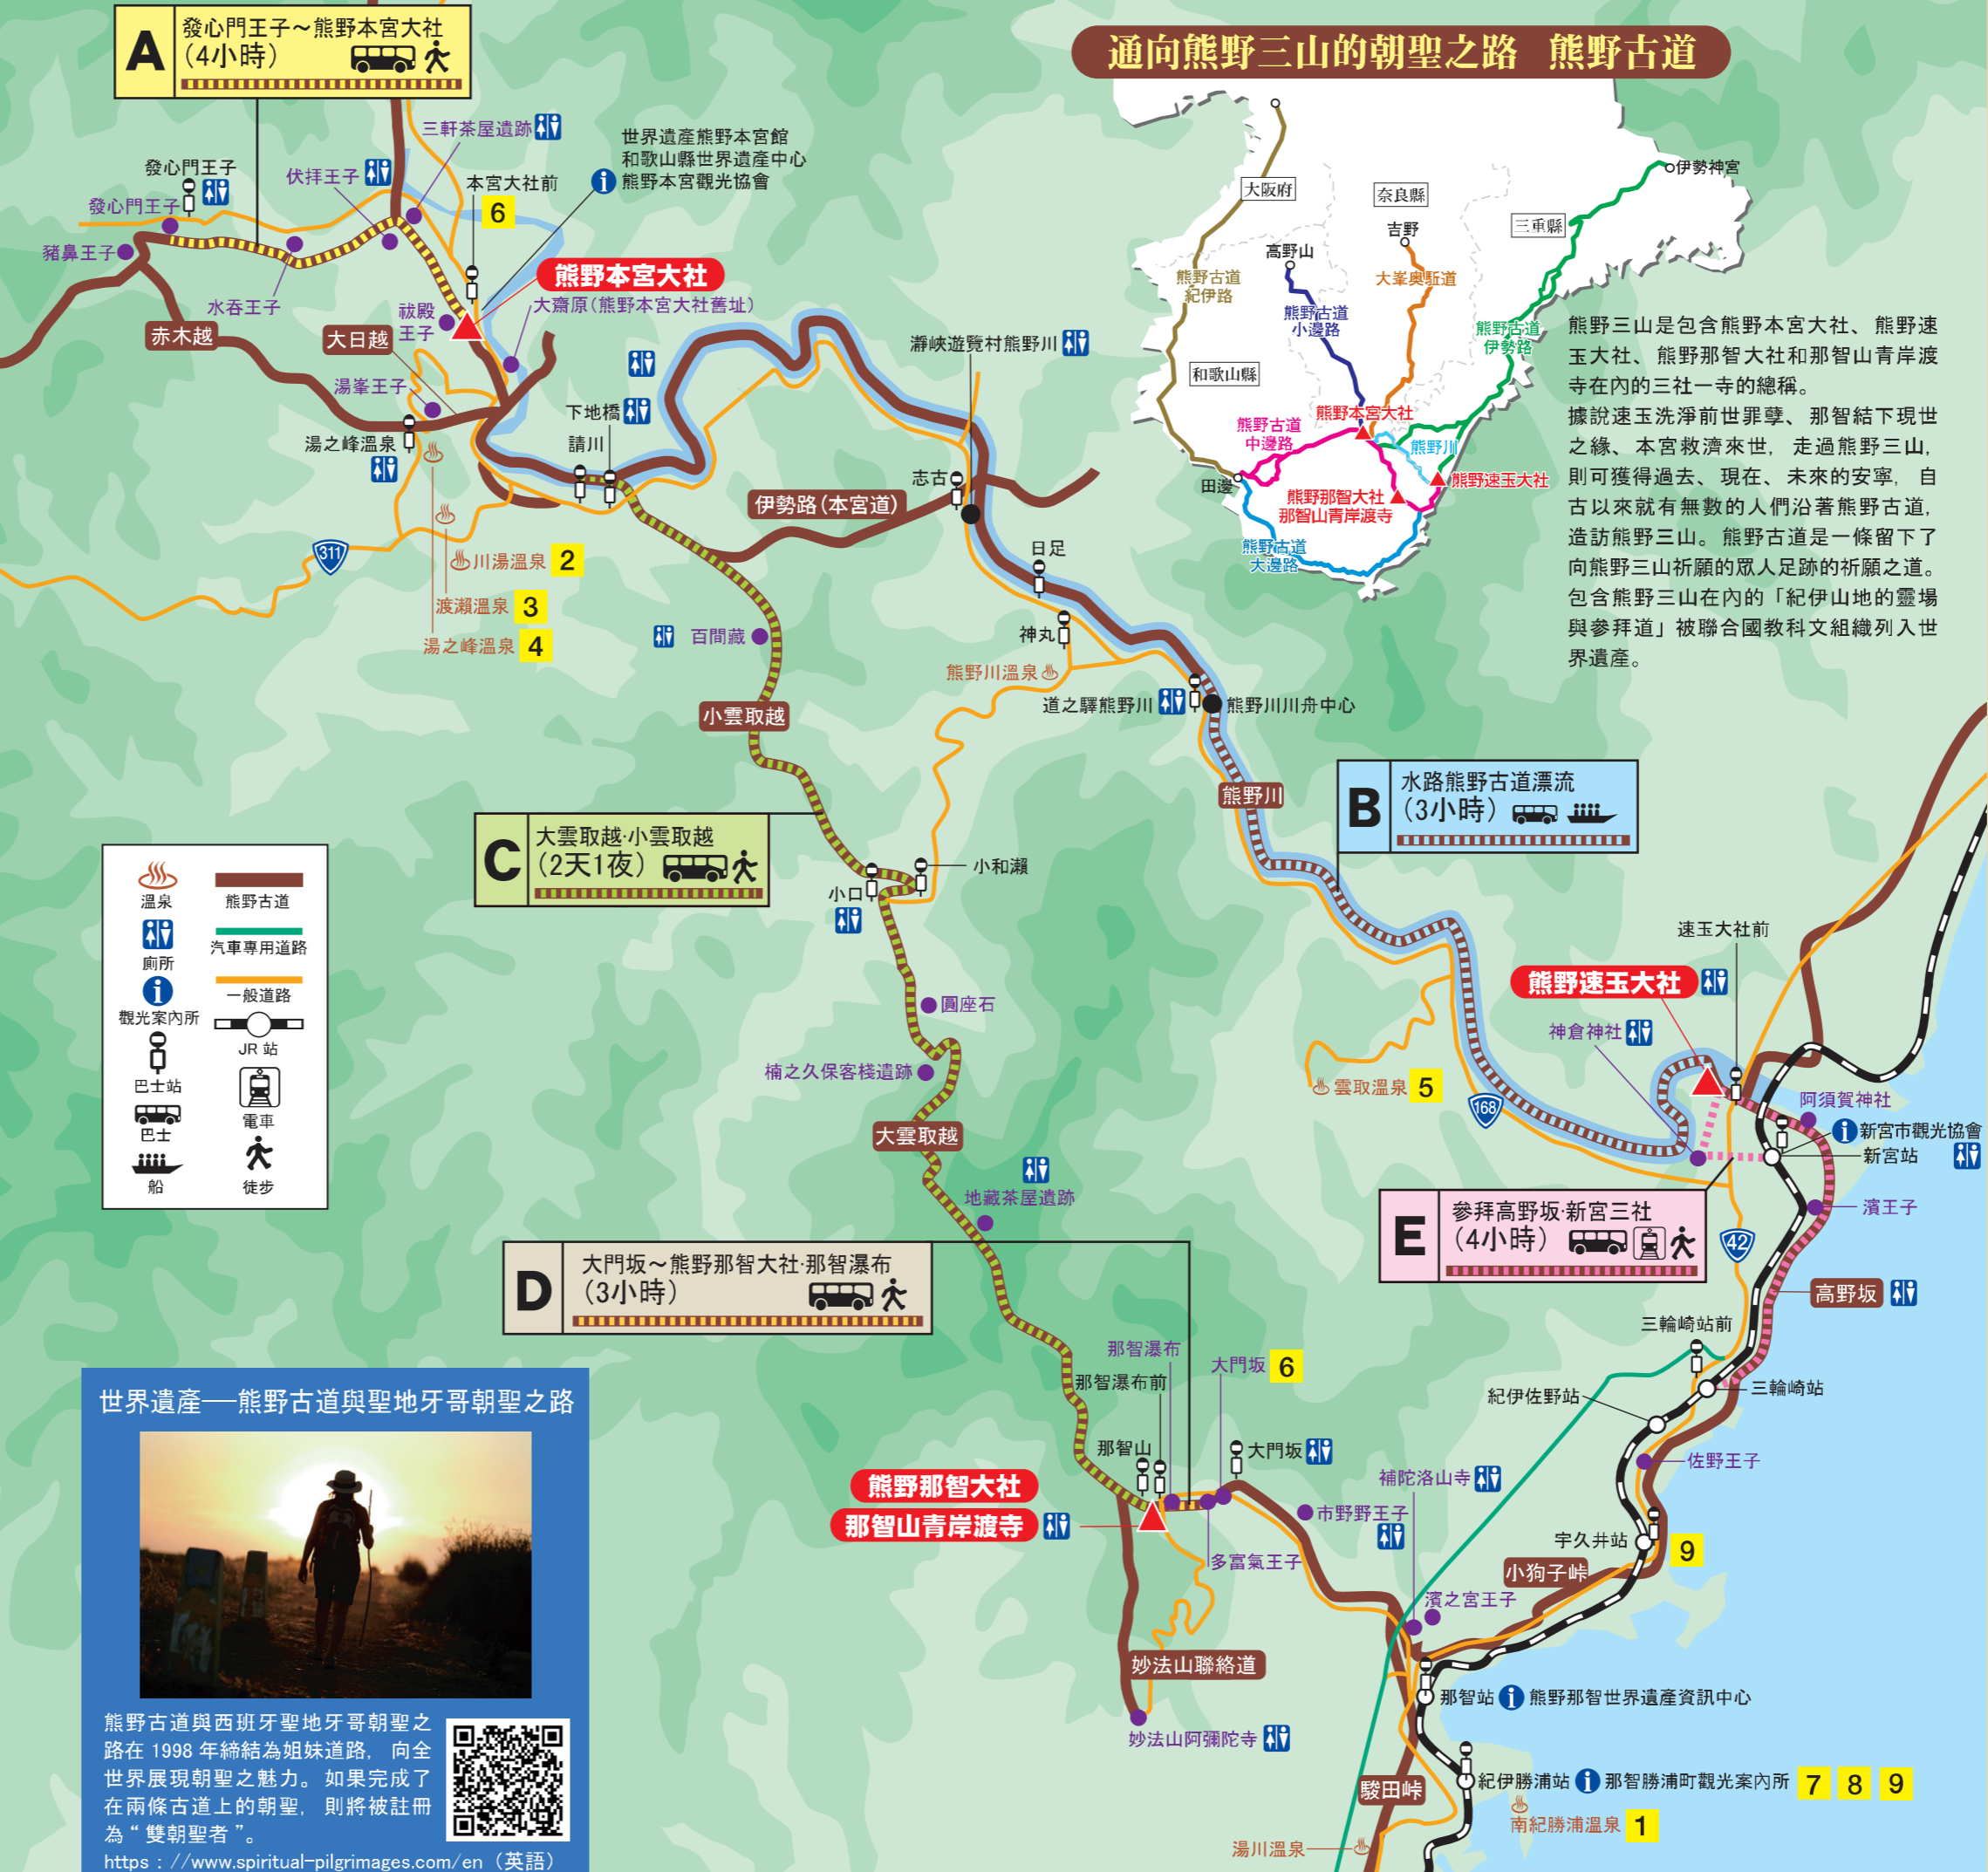 A
發心門王子～熊野本宮大社
（4小時）
通向熊野三山的朝聖之路　熊野古道
三軒茶屋遺跡
世界遺產熊野本宮館
和歌山縣世界遺產中心
熊野本宮觀光協會
發心門王子
伏拝王子
本宮大社前
6
發心門王子
豬鼻王子
水吞王子
熊野本宮大社
大齋原（熊野本宮大社舊址）
祓殿
王子
赤木越
大日越
湯峯王子
湯之峰溫泉
下地橋
請川
瀞峽遊覽村熊野川
志古
伊勢路（本宮道）
311
川湯溫泉 2
渡瀨溫泉 3
湯之峰溫泉 4
百間蔵
日足
神丸
熊野川溫泉
道之驛熊野川
熊野川川舟中心
小雲取越
熊野川
伊勢神宮
大阪府
奈良縣
三重縣
吉野
高野山
熊野古道
紀伊路
大峯奧駈道
熊野古道
小邊路
熊野古道
伊勢路
和歌山縣
熊野本宮大社
熊野古道
中邊路
熊野川
田邊
熊野速玉大社
熊野那智大社
那智山青岸渡寺
熊野古道
大邊路
熊野三山是包含熊野本宮大社、熊野速
玉大社、熊野那智大社和那智山青岸渡
寺在內的三社一寺的總稱。
據說速玉洗淨前世罪孽、那智結下現世
之緣、本宮救濟來世，走過熊野三山，
則可獲得過去、現在、未來的安寧，自
古以來就有無數的人們沿著熊野古道，
造訪熊野三山。熊野古道是一條留下了
向熊野三山祈願的眾人足跡的祈願之道。
包含熊野三山在內的「紀伊山地的靈場
與參拜道」被聯合國教科文組織列入世
界遺產。
B
水路熊野古道漂流
（3小時）
C
大雲取越·小雲取越
（2天1夜）
小和瀨
小口
溫泉
熊野古道
廁所
汽車專用道路
觀光案內所
一般道路
巴士站
JR 站
巴士
電車
船
徒步
圓座石
楠之久保客棧遺跡
大雲取越
地藏茶屋遺跡
雲取溫泉 5
168
速玉大社前
熊野速玉大社
神倉神社
阿須賀神社
新宮市觀光協會
新宮站
濱王子
E
參拜高野坂·新宮三社
（4小時）
42
高野坂
D
大門坂～熊野那智大社·那智瀑布
（3小時）
三輪崎站前
三輪崎站
紀伊佐野站
佐野王子
宇久井站
9
小狗子峠
那智瀑布
大門坂 6
那智瀑布前
那智山
大門坂
熊野那智大社
那智山青岸渡寺
市野野王子
補陀洛山寺
多富氣王子
濱之宮王子
妙法山聯絡道
妙法山阿彌陀寺
那智站
熊野那智世界遺產資訊中心
駿田峠
紀伊勝浦站
那智勝浦町觀光案內所 7 8 9
南紀勝浦溫泉 1
湯川溫泉
世界遺產──熊野古道與聖地牙哥朝聖之路
熊野古道與西班牙聖地牙哥朝聖之
路在 1998 年締結為姐妹道路，向全
世界展現朝聖之魅力。如果完成了
在兩條古道上的朝聖，則將被註冊
為“雙朝聖者”。
https：//www.spiritual-pilgrimages.com/en（英語）